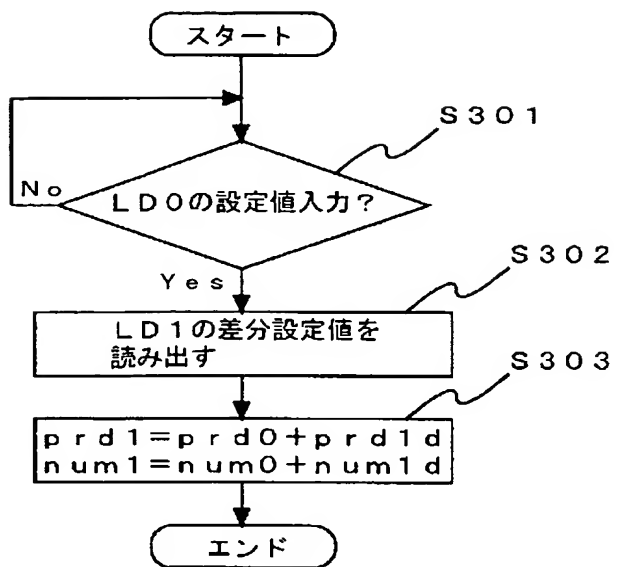 スタート
S301
No
LD0の設定値入力?
Yes
S302
LD1の差分設定値を
読み出す
S303
prd1=prd0+prd1d
num1=num0+num1d
エンド